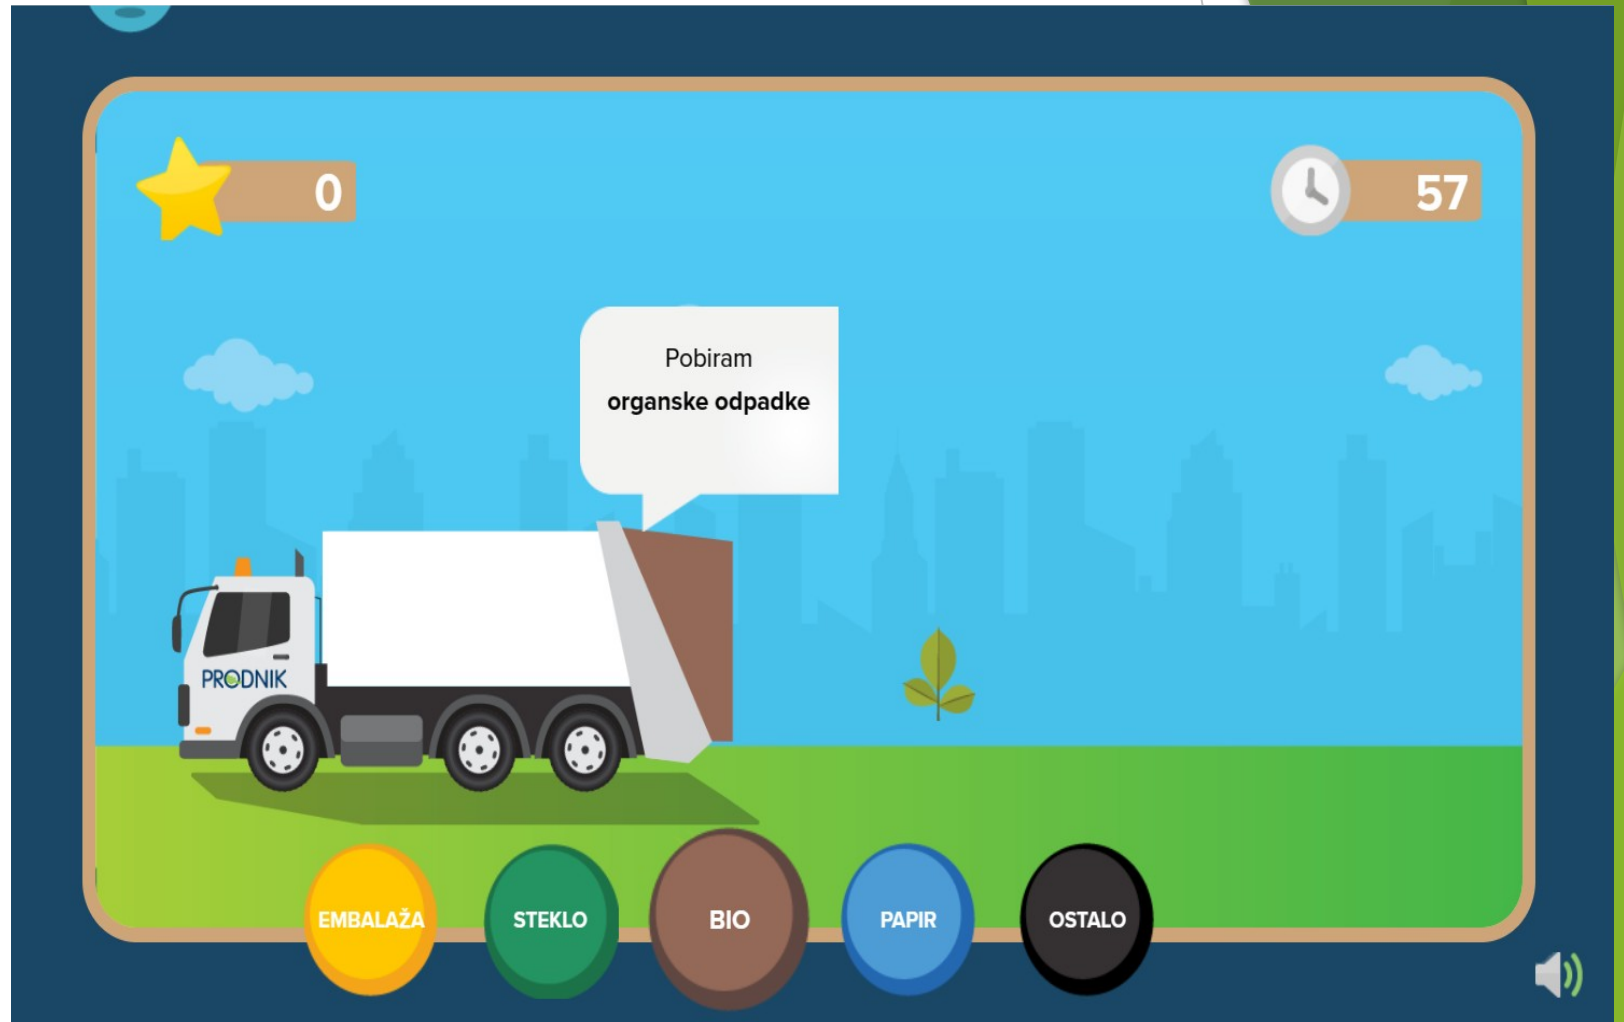 0
57
Pobiram
organske odpadke
PRODNIK
EMBALAŽA
STEKLO
BIO
PAPIR
OSTALO